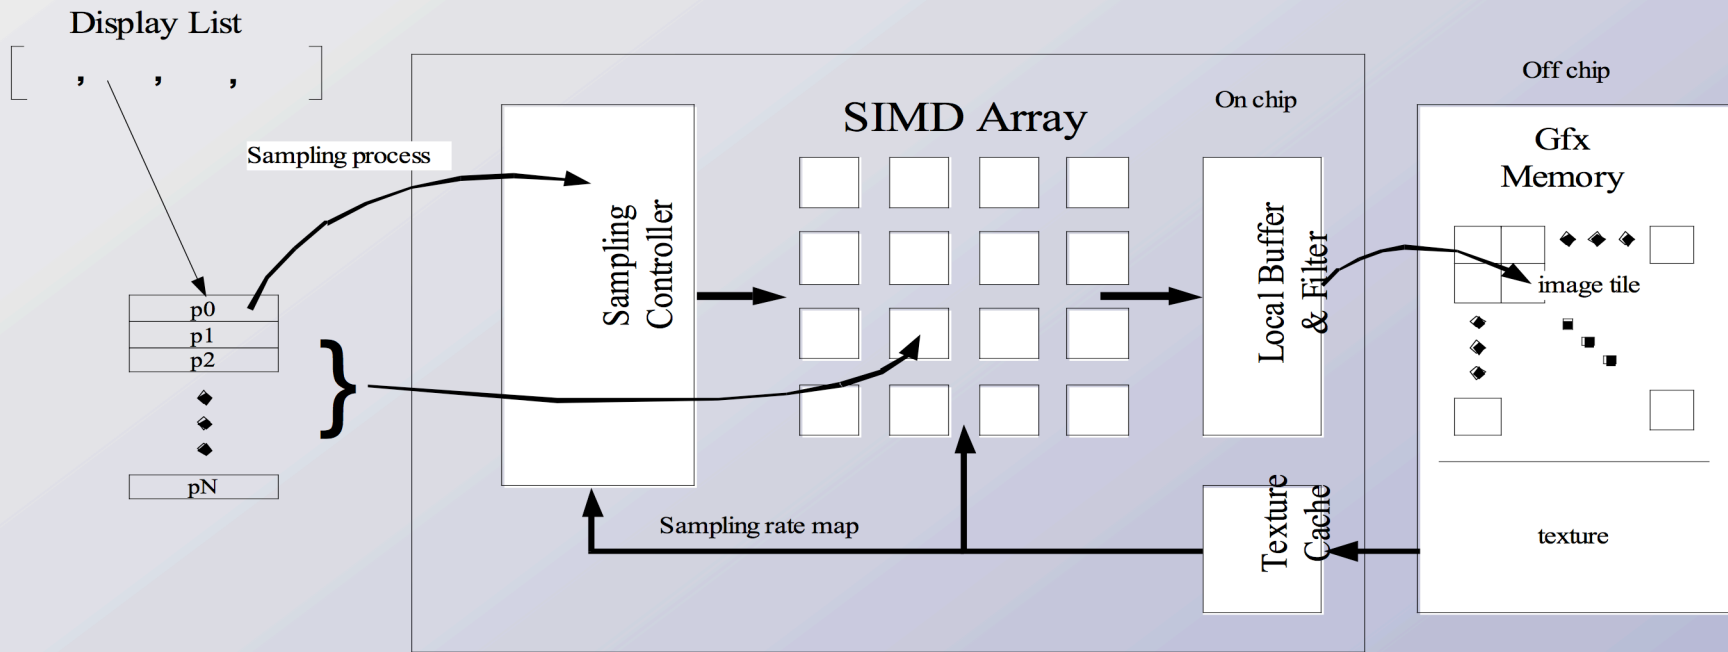 Display List
[ , , , ]
Sampling process
p0
p1
p2
}
pN
Sampling
Controller
SIMD Array
On chip
Local Buffer
& Filter
Sampling rate map
Texture
Cache
Off chip
Gfx
Memory
image tile
texture